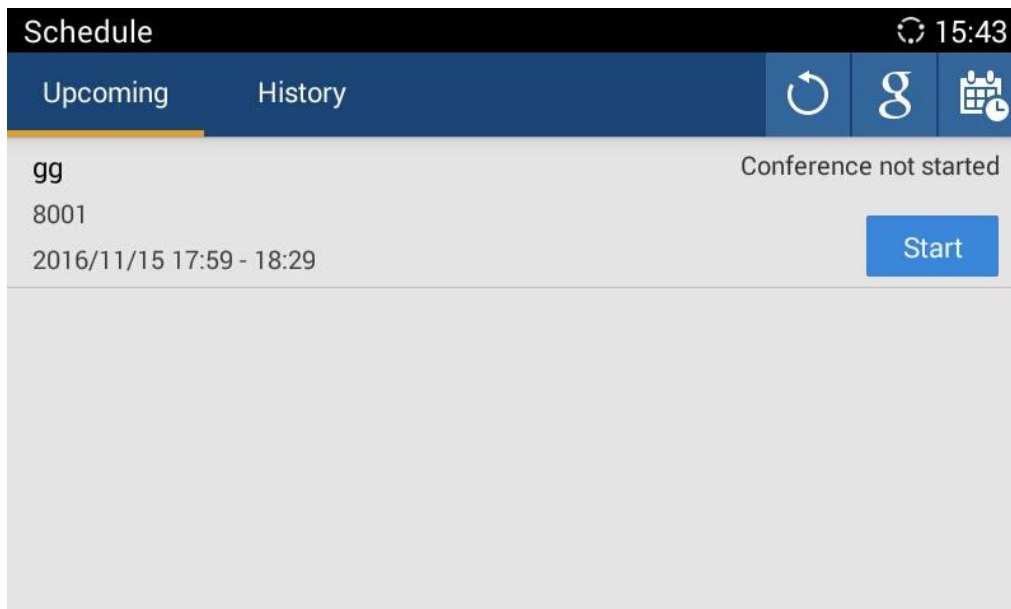 Schedule 15:43
Upcoming History g
gg Conference not started
8001
2016/11/15 17:59 - 18:29 Start